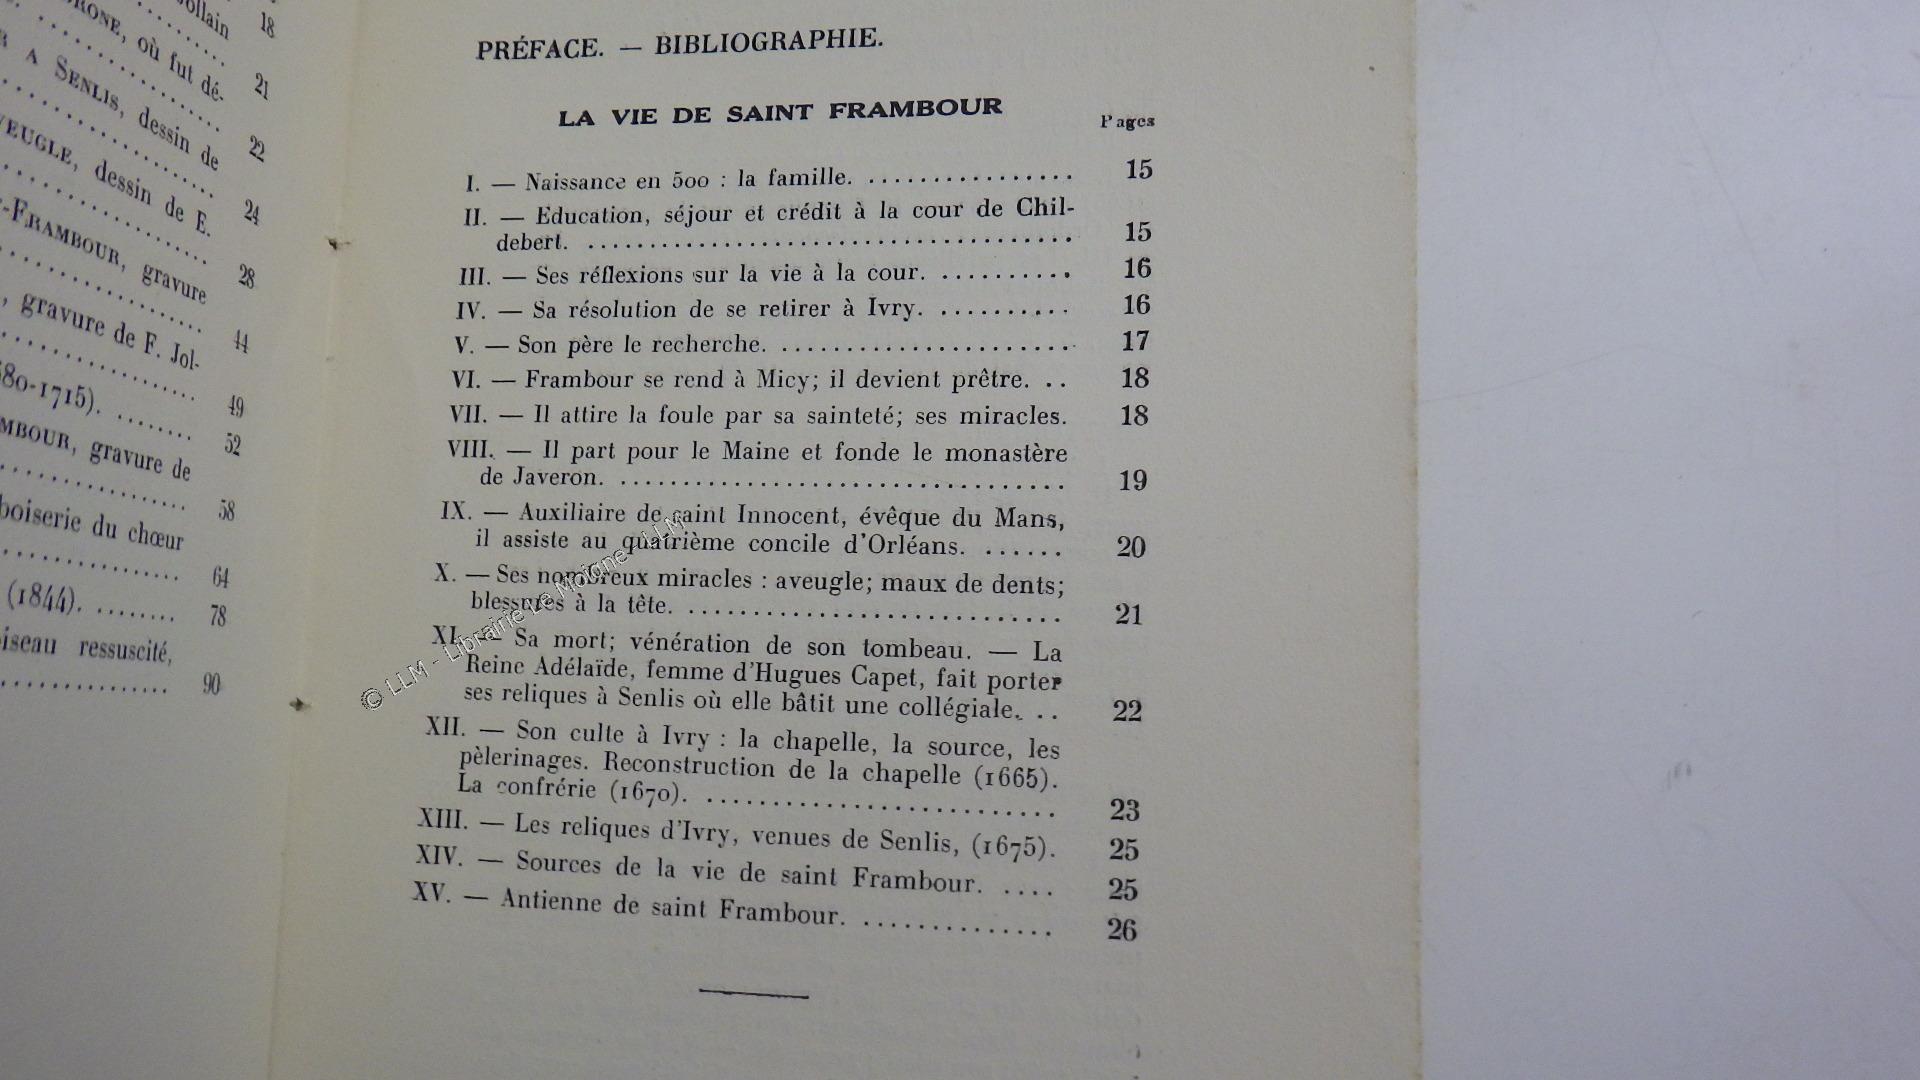 ollain
18
RONE, où fut dé-
21
A SENLIS, dessin de
22
VEUGLE, dessin de E.
24
-FRAMBOUR, gravure
28
, gravure de F. Jol-
44
80-1715).
49
MBOUR, gravure de
52
58
boiserie du chœur
64
(1844). ........
78
iseau ressuscité,
90
PRÉFACE. — BIBLIOGRAPHIE.
LA VIE DE SAINT FRAMBOUR
Pages
I. — Naissance en 500 : la famille. ................ 15
II. — Education, séjour et crédit à la cour de Chil-
debert. ....................................... 15
III. — Ses réflexions sur la vie à la cour. ........... 16
IV. — Sa résolution de se retirer à Ivry. ........... 16
V. — Son père le recherche. ........................ 17
VI. — Frambour se rend à Micy; il devient prêtre. .. 18
VII. — Il attire la foule par sa sainteté; ses miracles. 18
VIII. — Il part pour le Maine et fonde le monastère
de Javeron. .................................... 19
IX. — Auxiliaire de saint Innocent, évêque du Mans,
il assiste au quatrième concile d'Orléans. ...... 20
X. — Ses nombreux miracles : aveugle; maux de dents;
blessures à la tête. .............................. 21
XI. — Sa mort; vénération de son tombeau. — La
Reine Adélaïde, femme d'Hugues Capet, fait porter
ses reliques à Senlis où elle bâtit une collégiale. .. 22
XII. — Son culte à Ivry : la chapelle, la source, les
pèlerinages. Reconstruction de la chapelle (1665).
La confrérie (1670). ............................ 23
XIII. — Les reliques d'Ivry, venues de Senlis, (1675). 25
XIV. — Sources de la vie de saint Frambour. .... 25
XV. — Antienne de saint Frambour. ............... 26
© LLM - Librairie Le Moigne - LLM